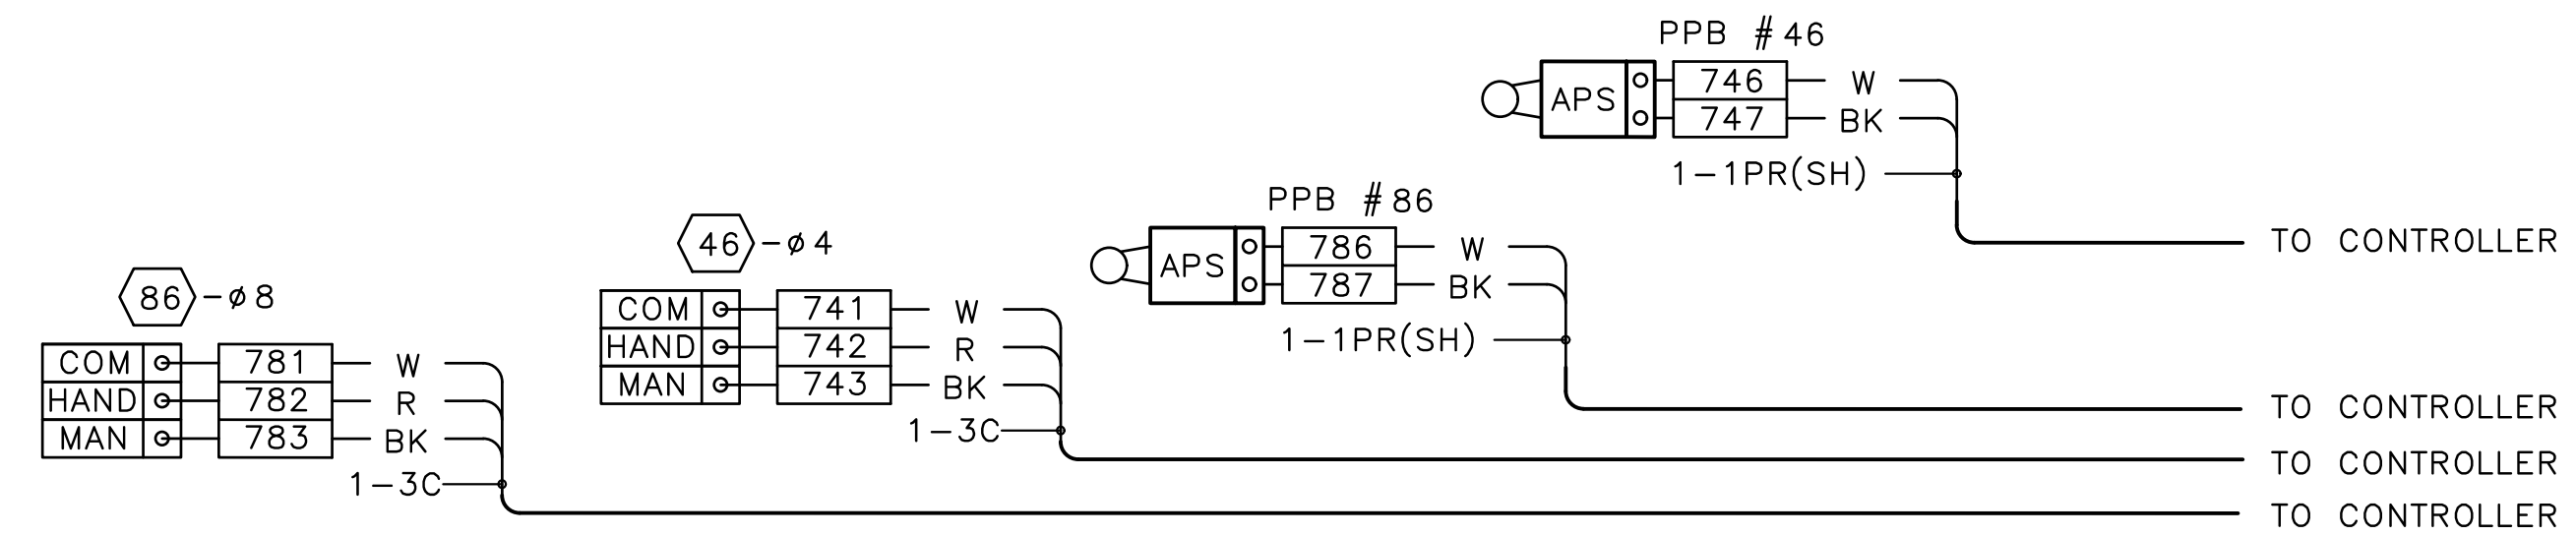 PPB # 46
APS 746 W
747 BK
1-1PR(SH)
TO CONTROLLER
PPB # 86
APS 786 W
787 BK
1-1PR(SH)
TO CONTROLLER
46-ø4
COM 741 W
HAND 742 R
MAN 743 BK
1-3C
TO CONTROLLER
86-ø8
COM 781 W
HAND 782 R
MAN 783 BK
1-3C
TO CONTROLLER